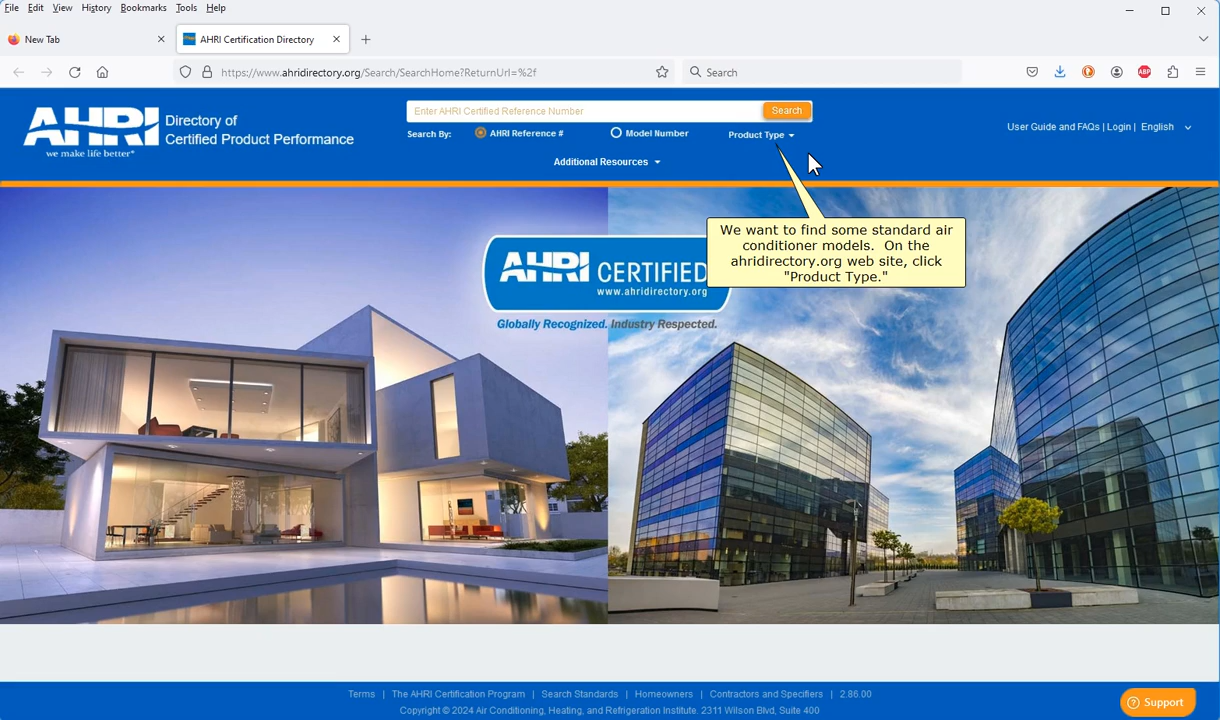 File Edit View History Bookmarks Tools Help
New Tab
AHRI Certification Directory
https://www.ahridirectory.org/Search/SearchHome?ReturnUrl=%2f
Search
ABP
AHRI
we make life better*
Directory of
Certified Product Performance
Enter AHRI Certified Reference Number
Search
Search By: AHRI Reference # Model Number Product Type
Additional Resources
User Guide and FAQs | Login | English
We want to find some standard air
conditioner models. On the
ahridirectory.org web site, click
"Product Type."
AHRI CERTIFIED
www.ahridirectory.org
Globally Recognized. Industry Respected.
Terms | The AHRI Certification Program | Search Standards | Homeowners | Contractors and Specifiers | 2.86.00
Copyright © 2024 Air Conditioning, Heating, and Refrigeration Institute. 2311 Wilson Blvd, Suite 400
? Support